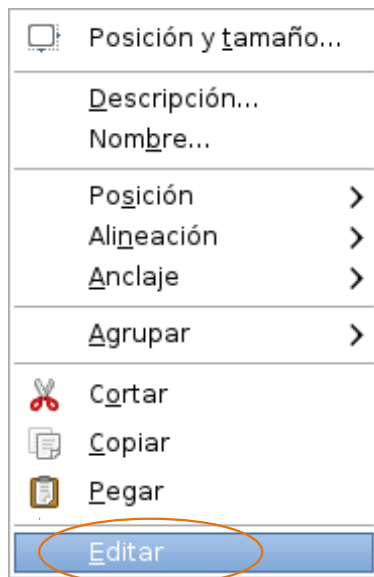 Posición y tamaño...
Descripción...
Nombre...
Posición
Alineación
Anclaje
Agrupar
Cortar
Copiar
Pegar
Editar